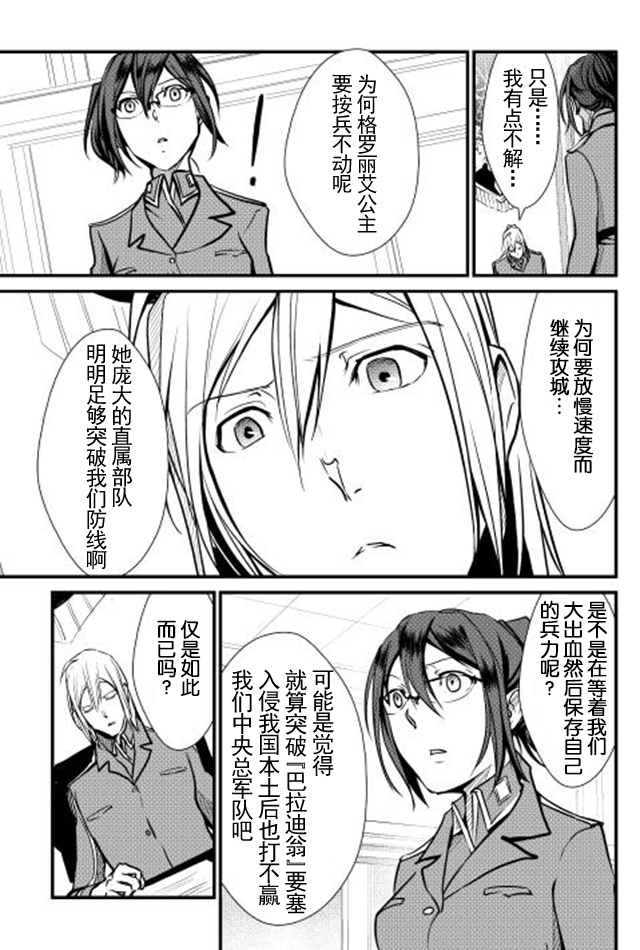 只是……
我有点不解…
为何格罗丽艾公主
要按兵不动呢
！
为何要放慢速度而
继续攻城…
她庞大的直属部队
明明足够突破我们防线啊
是不是在等着我们
大出血然后保存自己
的兵力呢？
可能是觉得
就算突破『巴拉迪翁』要塞
入侵我国本土后也打不赢
我们中央总军队吧
仅是如此
而已吗？